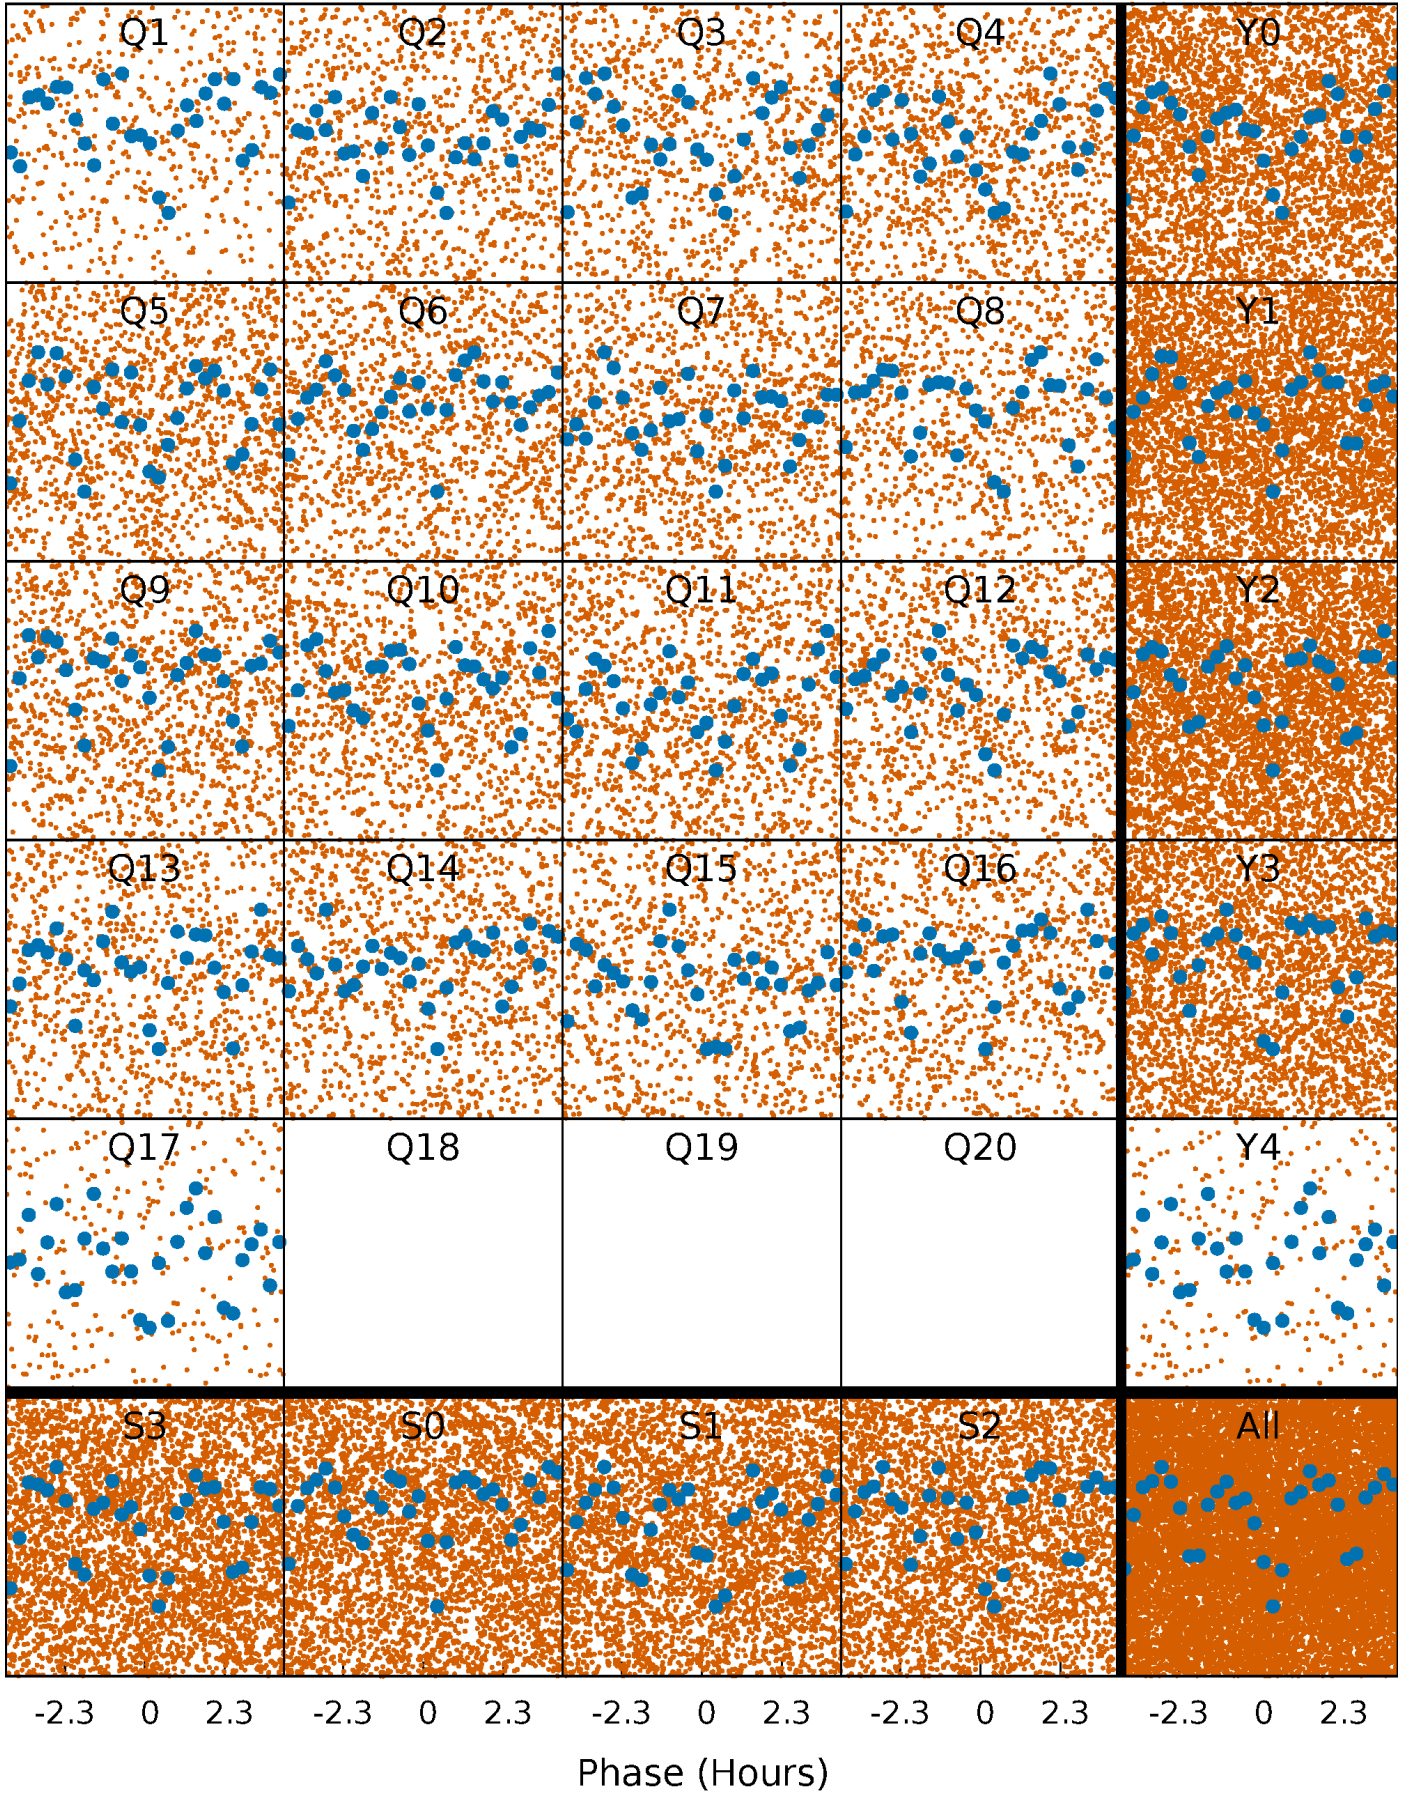 Q1 Q2 Q3 Q4 Y0
Q5 Q6 Q7 Q8 Y1
Q9 Q10 Q11 Q12 Y2
Q13 Q14 Q15 Q16 Y3
Q17 Q18 Q19 Q20 Y4
S3 S0 S1 S2 All
-2.3 0 2.3 -2.3 0 2.3 -2.3 0 2.3 -2.3 0 2.3 -2.3 0 2.3
Phase (Hours)